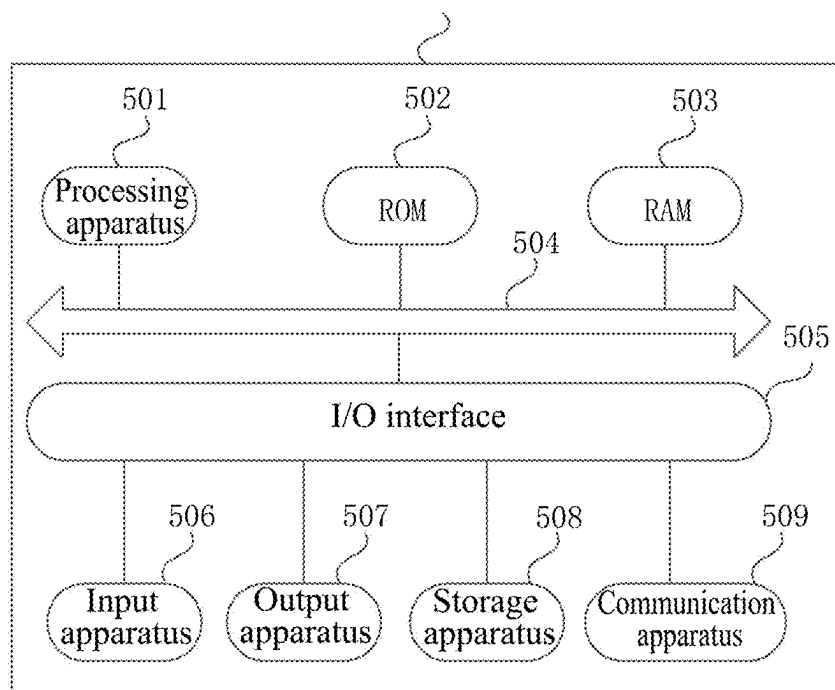 501
502
503
Processing
apparatus
ROM
RAM
504
505
I/O interface
506
507
508
509
Input
apparatus
Output
apparatus
Storage
apparatus
Communication
apparatus